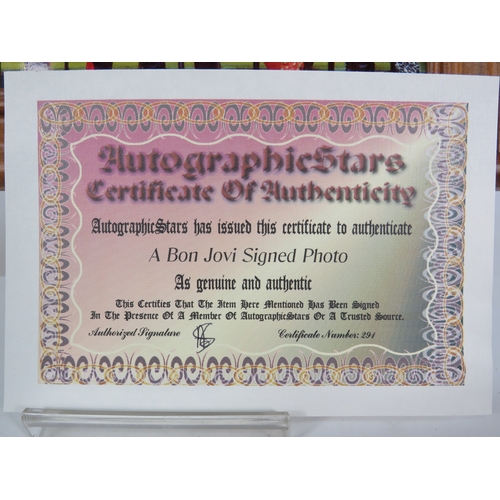 AutographicStars
Certificate Of Authenticity
AutographicStars has issued this certificate to authenticate
A Bon Jovi Signed Photo
As genuine and authentic
This Certifies That The Item Here Mentioned Has Been Signed
In The Presence Of A Member Of AutographicStars Or A Trusted Source.
Authorized Signature Certificate Number: 291